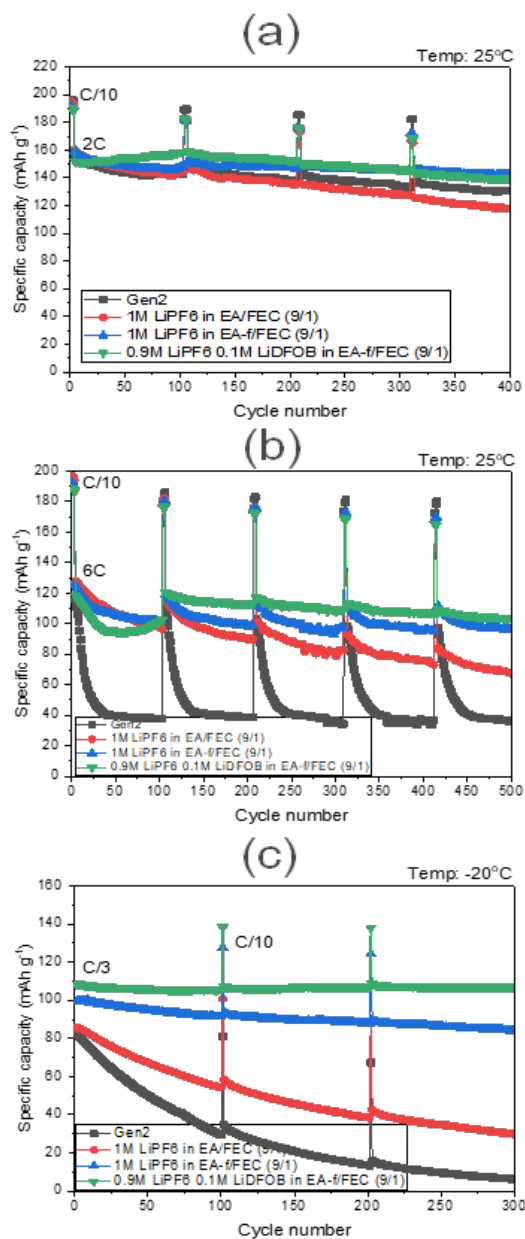 (a)
Temp: 25°C
220
200
180
160
140
120
100
80
60
40
20
0
Specific capacity (mAh g⁻¹)
C/10
2C
Gen2
1M LiPF6 in EA/FEC (9/1)
1M LiPF6 in EA-f/FEC (9/1)
0.9M LiPF6 0.1M LiDFOB in EA-f/FEC (9/1)
0 50 100 150 200 250 300 350 400
Cycle number
(b)
Temp: 25°C
200
180
160
140
120
100
80
60
40
20
0
Specific capacity (mAh g⁻¹)
C/10
6C
Gen2
1M LiPF6 in EA/FEC (9/1)
1M LiPF6 in EA-f/FEC (9/1)
0.9M LiPF6 0.1M LiDFOB in EA-f/FEC (9/1)
0 50 100 150 200 250 300 350 400 450 500
Cycle number
(c)
Temp: -20°C
160
140
120
100
80
60
40
20
0
Specific capacity (mAh g⁻¹)
C/3
C/10
Gen2
1M LiPF6 in EA/FEC (9/1)
1M LiPF6 in EA-f/FEC (9/1)
0.9M LiPF6 0.1M LiDFOB in EA-f/FEC (9/1)
0 50 100 150 200 250 300
Cycle number